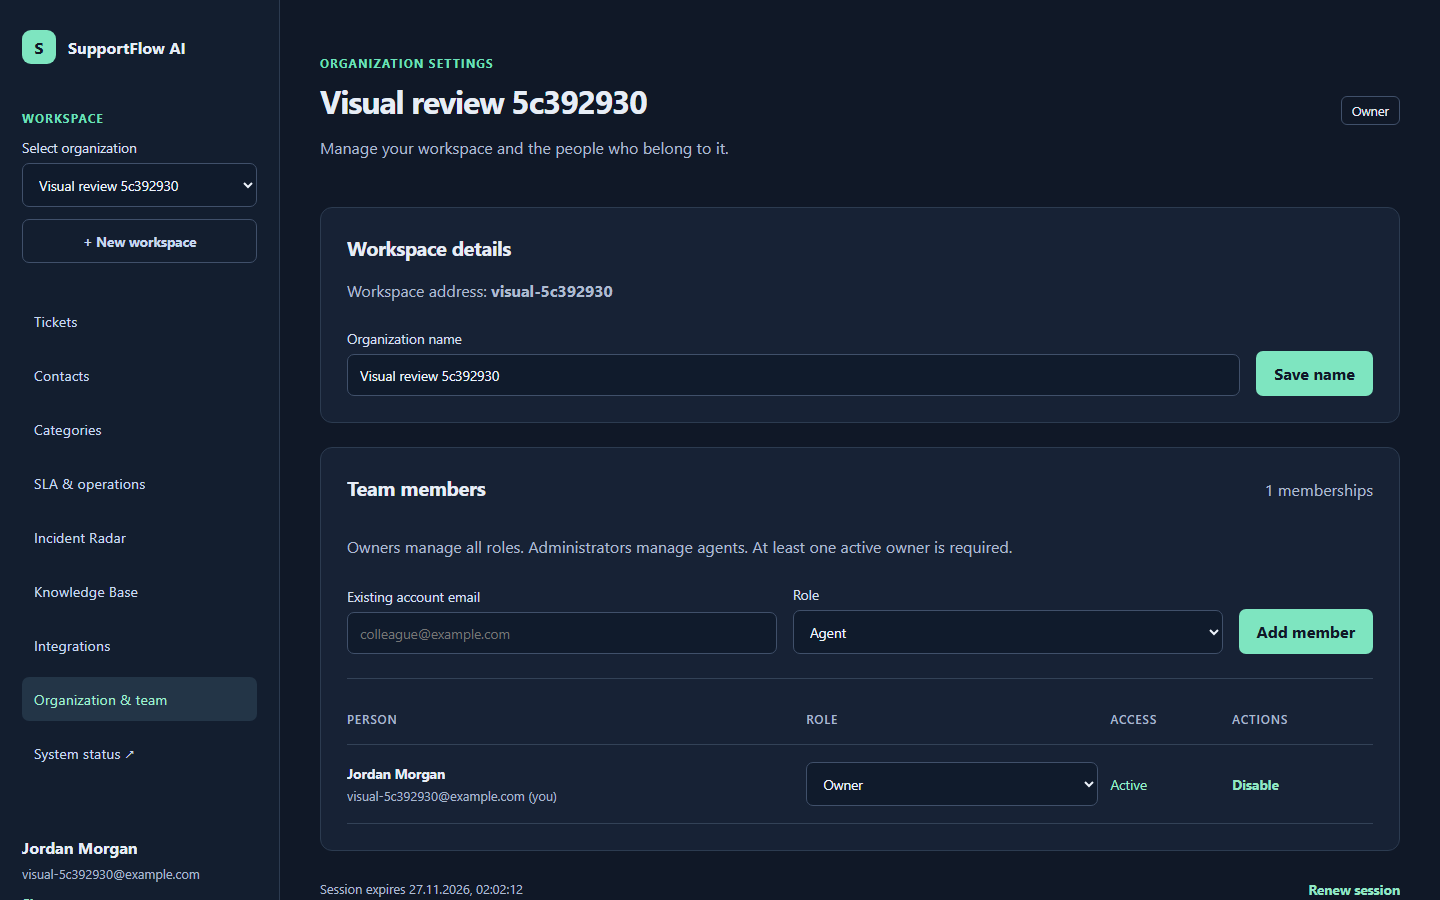 S SupportFlow AI
WORKSPACE
Select organization
Visual review 5c392930
+ New workspace
Tickets
Contacts
Categories
SLA & operations
Incident Radar
Knowledge Base
Integrations
Organization & team
System status ↗
Jordan Morgan
visual-5c392930@example.com
ORGANIZATION SETTINGS
Visual review 5c392930
Owner
Manage your workspace and the people who belong to it.
Workspace details
Workspace address: visual-5c392930
Organization name
Visual review 5c392930
Save name
Team members
1 memberships
Owners manage all roles. Administrators manage agents. At least one active owner is required.
Existing account email
Role
colleague@example.com
Agent
Add member
PERSON ROLE ACCESS ACTIONS
Jordan Morgan
visual-5c392930@example.com (you)
Owner
Active
Disable
Session expires 27.11.2026, 02:02:12
Renew session